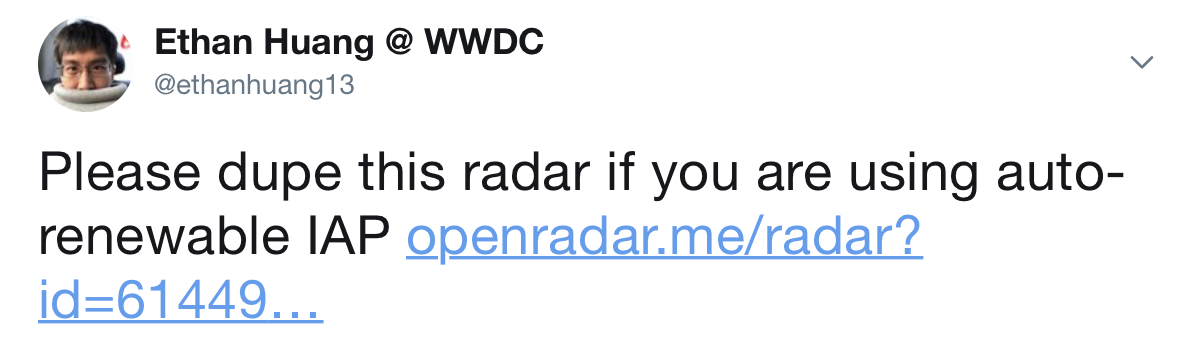 Ethan Huang @ WWDC
@ethanhuang13
Please dupe this radar if you are using auto-
renewable IAP openradar.me/radar?
id=61449…